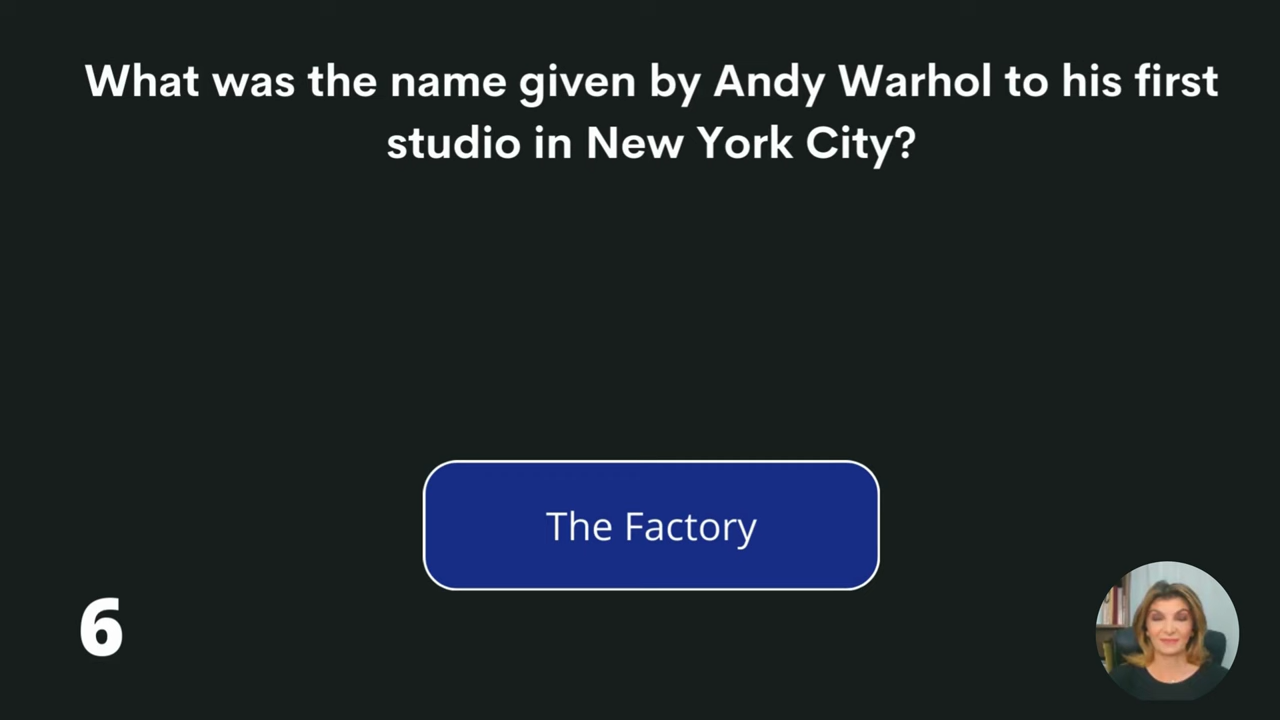 What was the name given by Andy Warhol to his first
studio in New York City?
The Factory
6